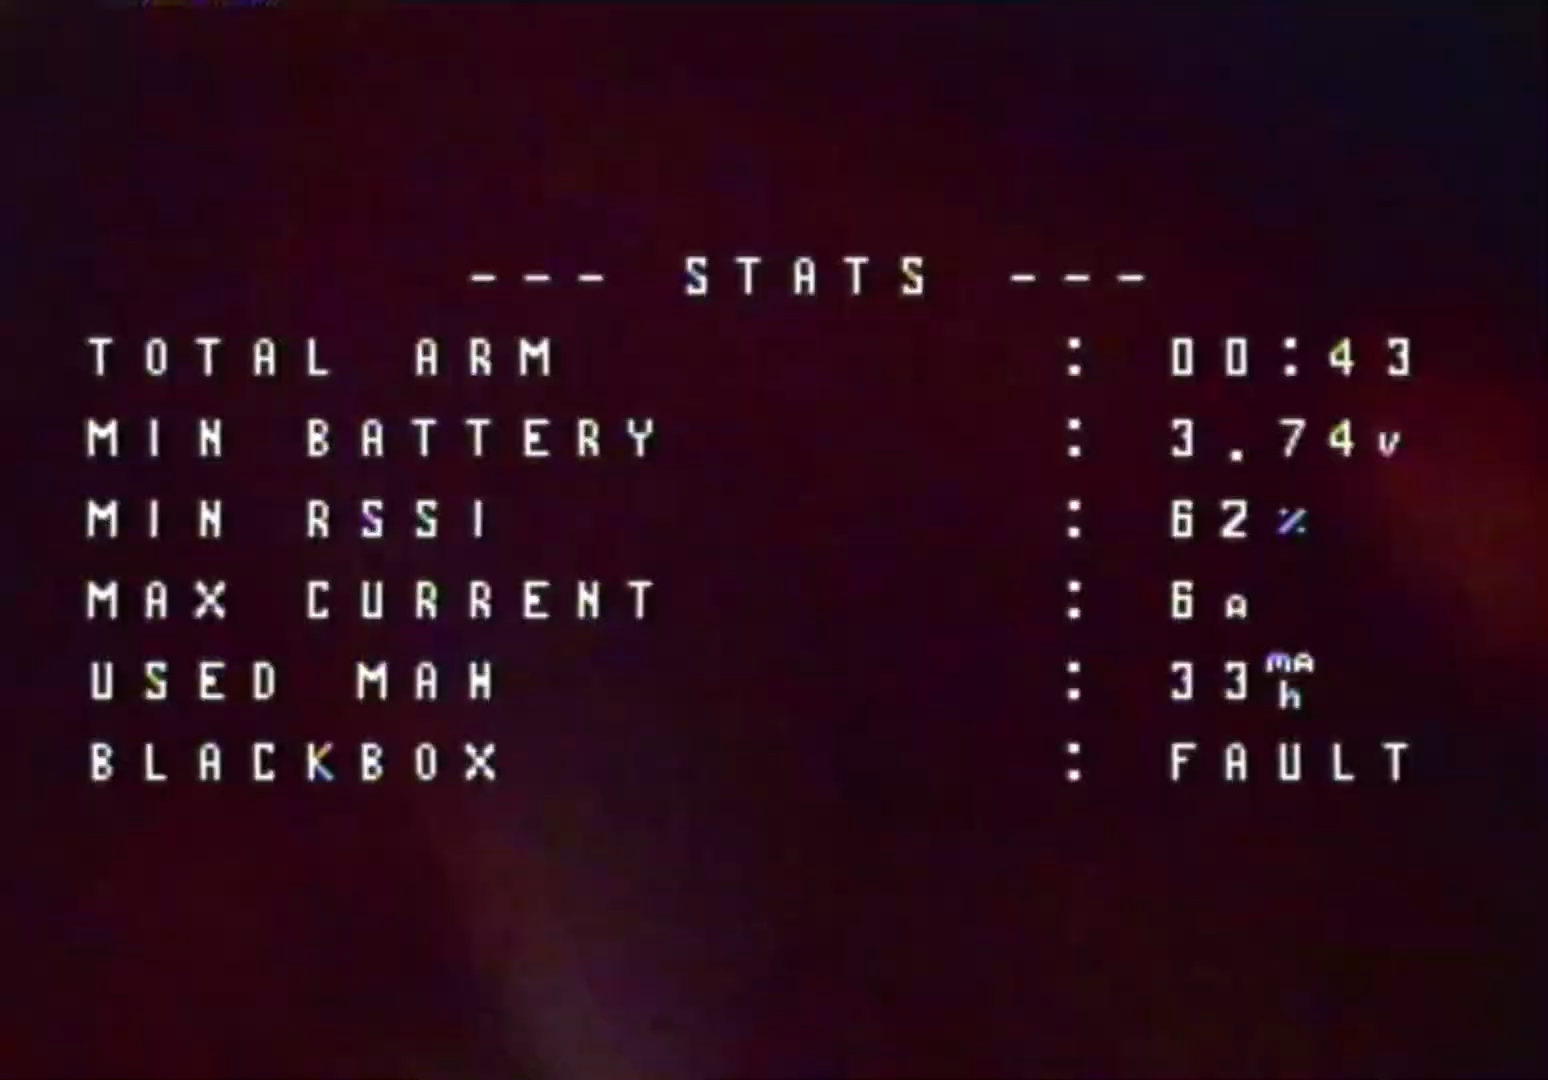 --- STATS ---
TOTAL ARM : 00:43
MIN BATTERY : 3.74v
MIN RSSI : 62%
MAX CURRENT : 6A
USED MAH : 33mAh
BLACKBOX : FAULT